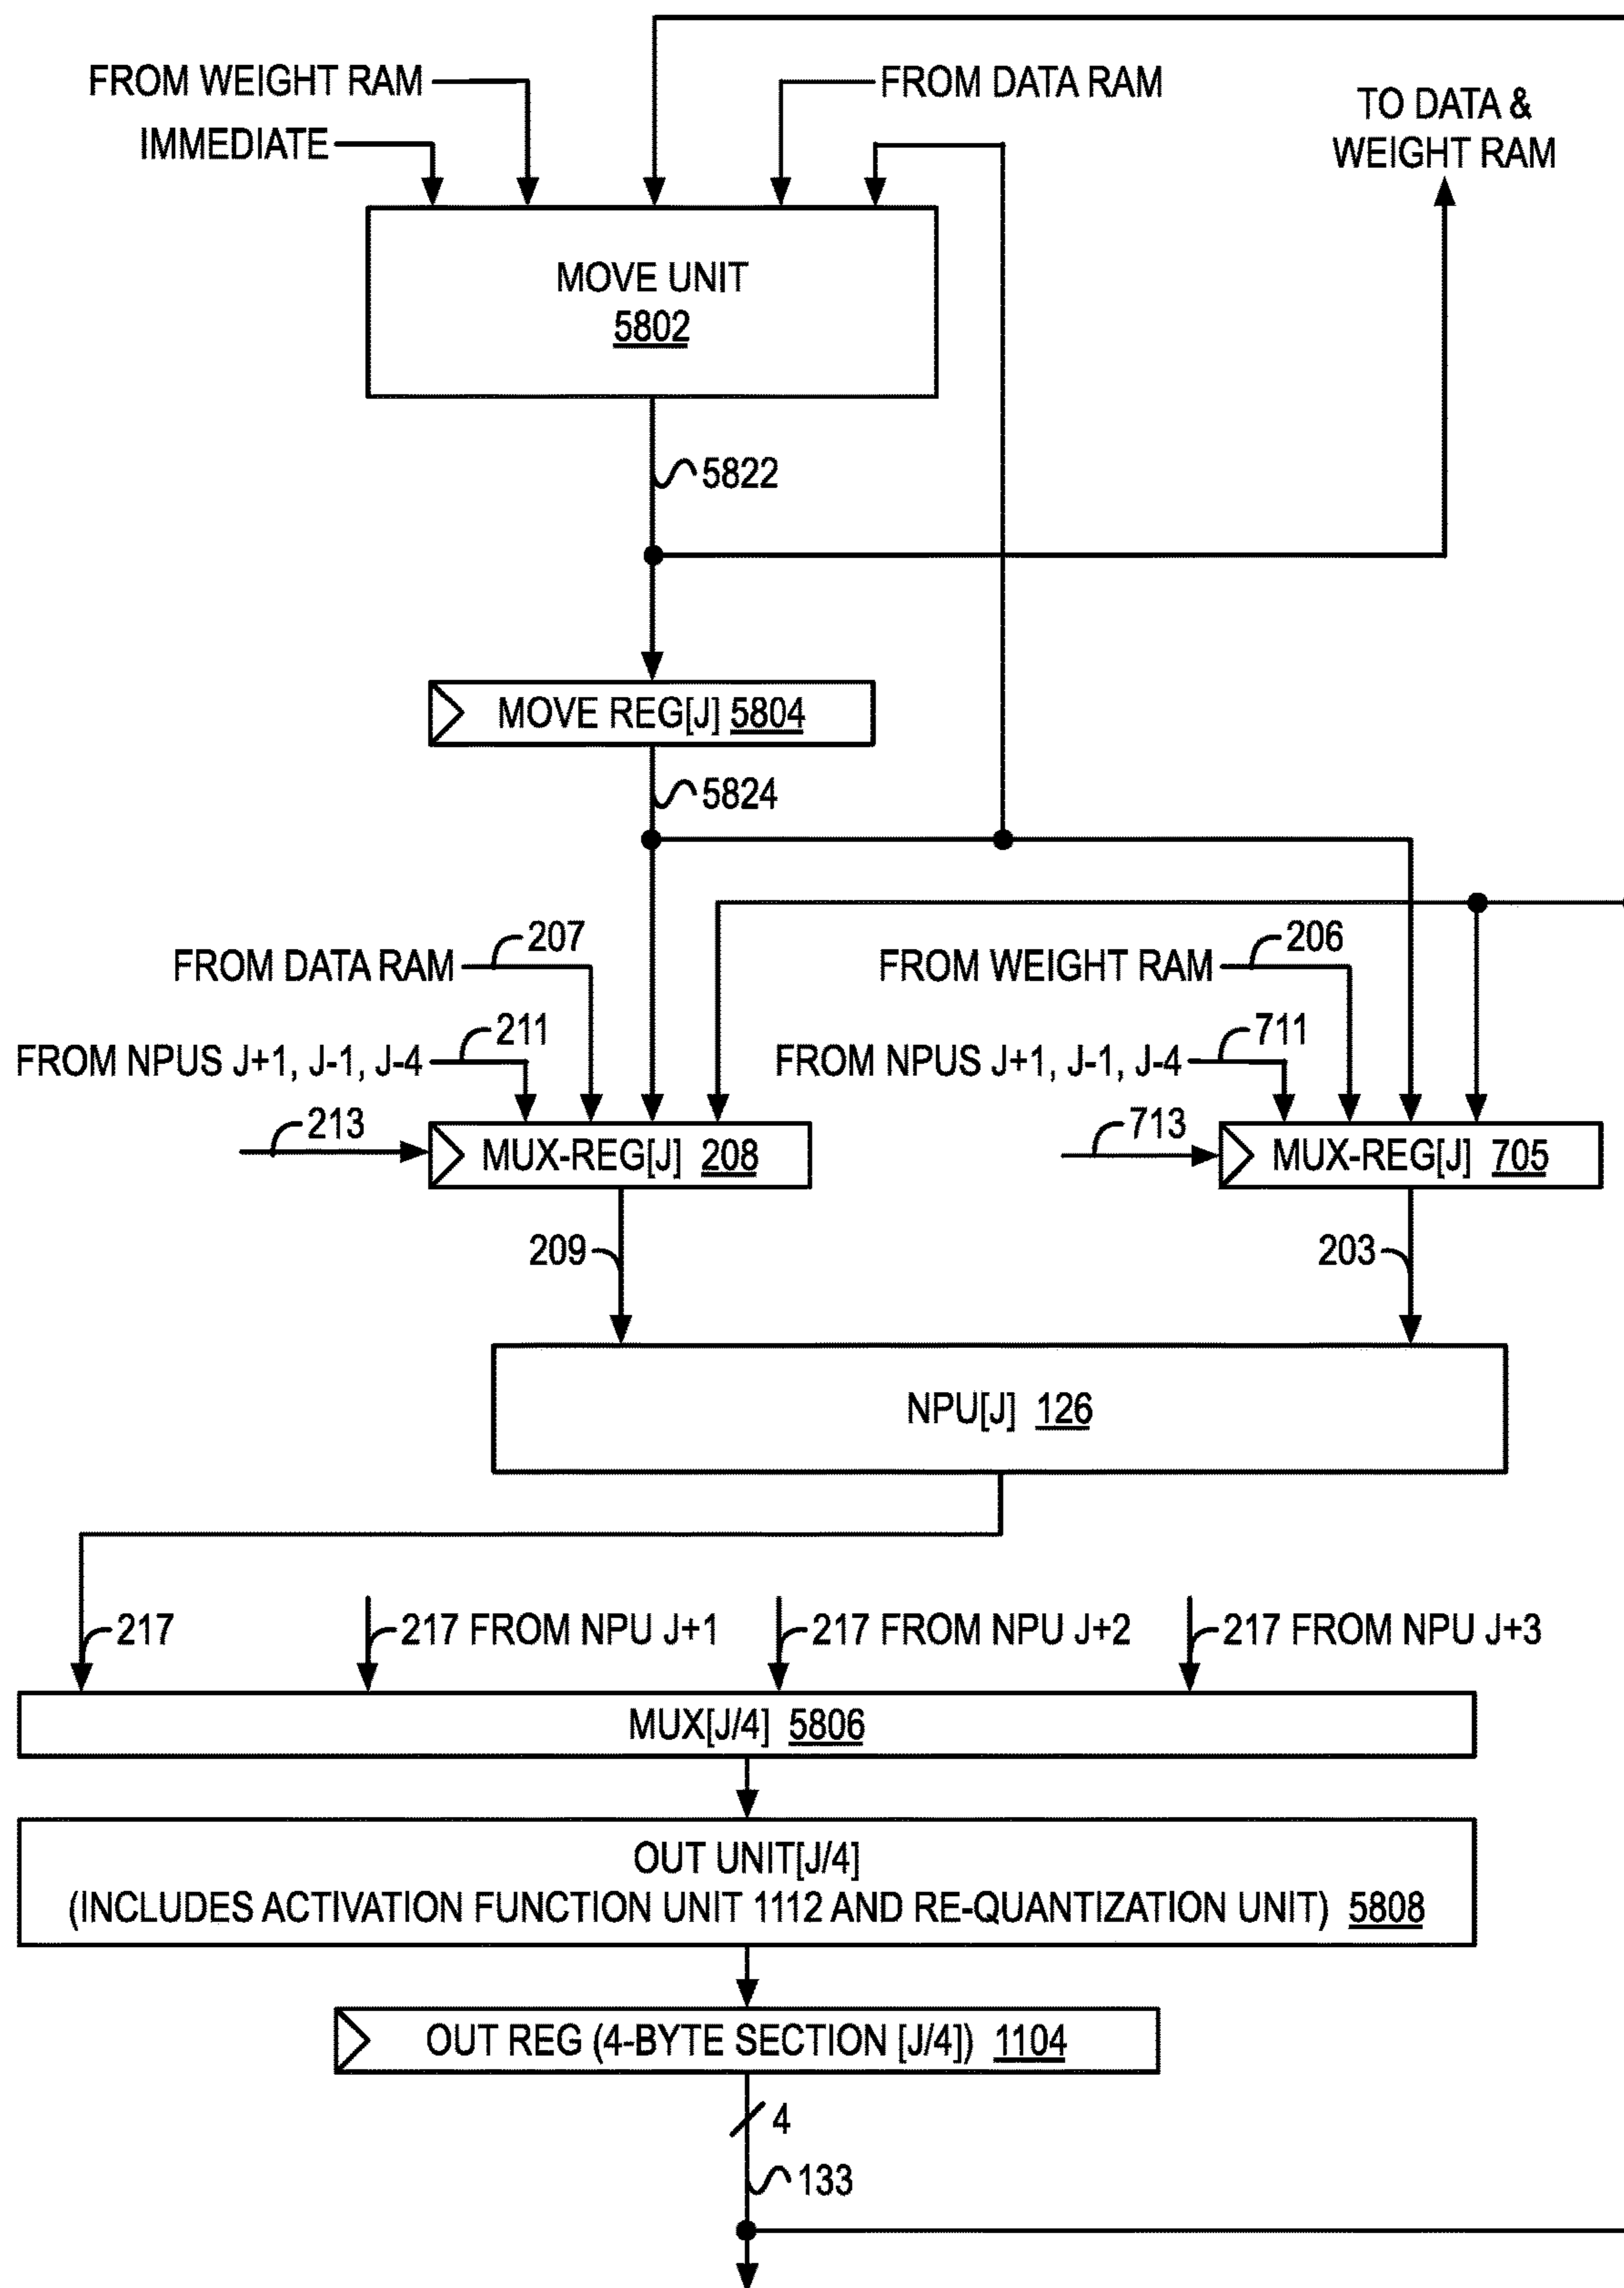 FROM WEIGHT RAM
FROM DATA RAM
IMMEDIATE
TO DATA &
WEIGHT RAM
MOVE UNIT
5802
5822
MOVE REG[J] 5804
5824
207
206
FROM DATA RAM
FROM WEIGHT RAM
211
711
FROM NPUS J+1, J-1, J-4
FROM NPUS J+1, J-1, J-4
213
713
MUX-REG[J] 208
MUX-REG[J] 705
209
203
NPU[J] 126
217
217 FROM NPU J+1
217 FROM NPU J+2
217 FROM NPU J+3
MUX[J/4] 5806
OUT UNIT[J/4]
(INCLUDES ACTIVATION FUNCTION UNIT 1112 AND RE-QUANTIZATION UNIT) 5808
OUT REG (4-BYTE SECTION [J/4]) 1104
4
133